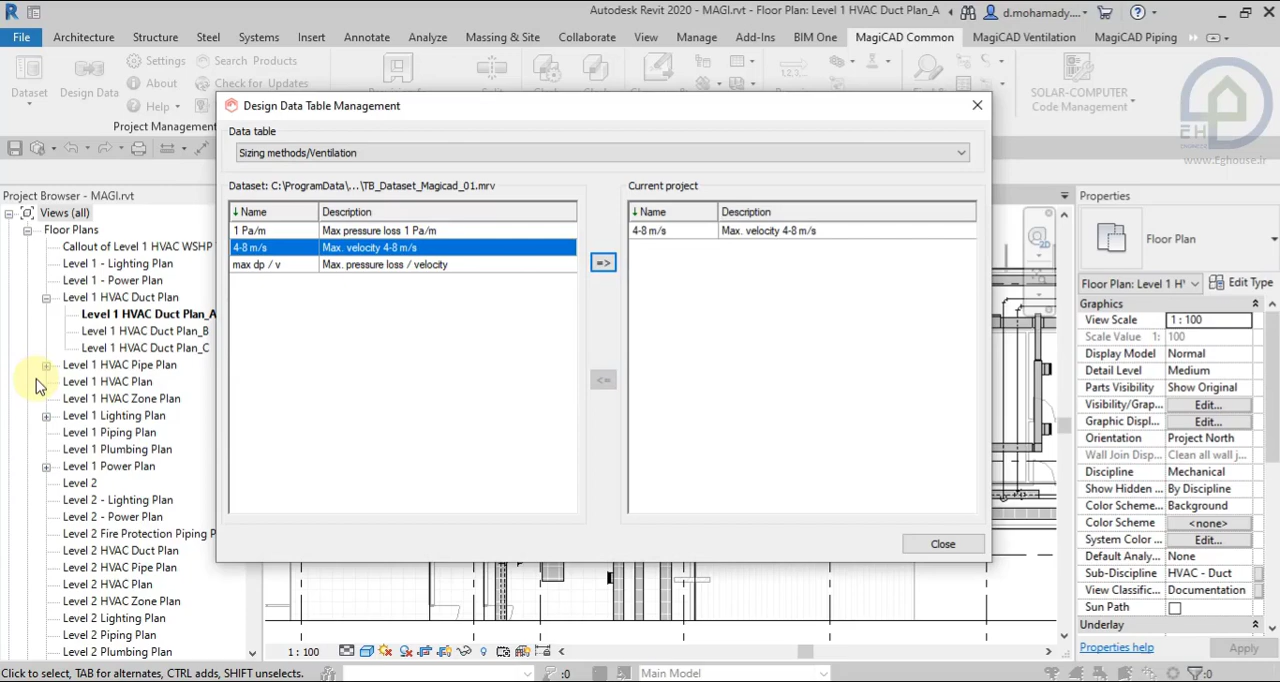 Autodesk Revit 2020 - MAGI.rvt - Floor Plan: Level 1 HVAC Duct Plan_A
d.mohamady....
File Architecture Structure Steel Systems Insert Annotate Analyze Massing & Site Collaborate View Manage Add-Ins BIM One MagiCAD Common MagiCAD Ventilation MagiCAD Piping
Dataset
Design Data
Settings
About
Help
Search Products
Check for Updates
1,2,3...
SOLAR-COMPUTER
Code Management
Project Management
EH
www.Eghouse.ir
Design Data Table Management
Data table
Sizing methods/Ventilation
Dataset: C:\ProgramData\...\TB_Dataset_Magicad_01.mrv
Name Description
1 Pa/m Max pressure loss 1 Pa/m
4-8 m/s Max. velocity 4-8 m/s
max dp / v Max. pressure loss / velocity
=>
<=
Current project
Name Description
4-8 m/s Max. velocity 4-8 m/s
Close
Project Browser - MAGI.rvt
Views (all)
Floor Plans
Callout of Level 1 HVAC WSHP
Level 1 - Lighting Plan
Level 1 - Power Plan
Level 1 HVAC Duct Plan
Level 1 HVAC Duct Plan_A
Level 1 HVAC Duct Plan_B
Level 1 HVAC Duct Plan_C
Level 1 HVAC Pipe Plan
Level 1 HVAC Plan
Level 1 HVAC Zone Plan
Level 1 Lighting Plan
Level 1 Piping Plan
Level 1 Plumbing Plan
Level 1 Power Plan
Level 2
Level 2 - Lighting Plan
Level 2 - Power Plan
Level 2 Fire Protection Piping P
Level 2 HVAC Duct Plan
Level 2 HVAC Pipe Plan
Level 2 HVAC Plan
Level 2 HVAC Zone Plan
Level 2 Lighting Plan
Level 2 Piping Plan
Level 2 Plumbing Plan
2D
Properties
Floor Plan
Floor Plan: Level 1 H' Edit Type
Graphics
View Scale 1 : 100
Scale Value 1: 100
Display Model Normal
Detail Level Medium
Parts Visibility Show Original
Visibility/Grap... Edit...
Graphic Displ... Edit...
Orientation Project North
Wall Join Disp... Clean all wall j...
Discipline Mechanical
Show Hidden ... By Discipline
Color Scheme... Background
Color Scheme <none>
System Color ... Edit...
Default Analy... None
Sub-Discipline HVAC - Duct
View Classific... Documentation
Sun Path
Underlay
Properties help Apply
1 : 100
Click to select, TAB for alternates, CTRL adds, SHIFT unselects. :0 Main Model :0